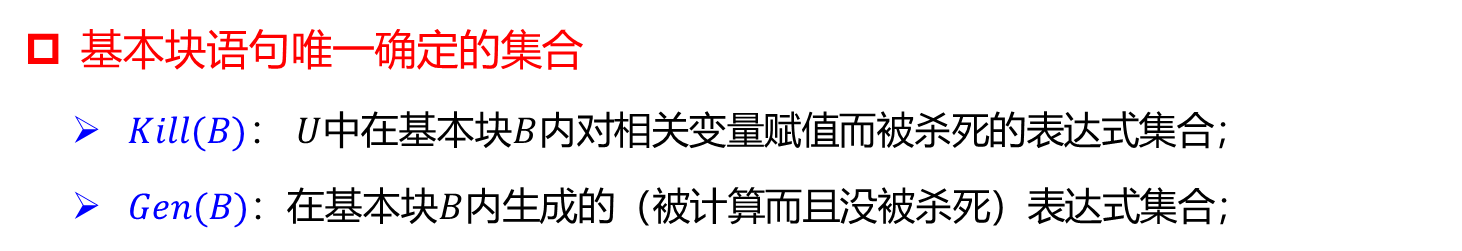 基本块语句唯一确定的集合
Kill(B)： U中在基本块B内对相关变量赋值而被杀死的表达式集合；
Gen(B)：在基本块B内生成的（被计算而且没被杀死）表达式集合；